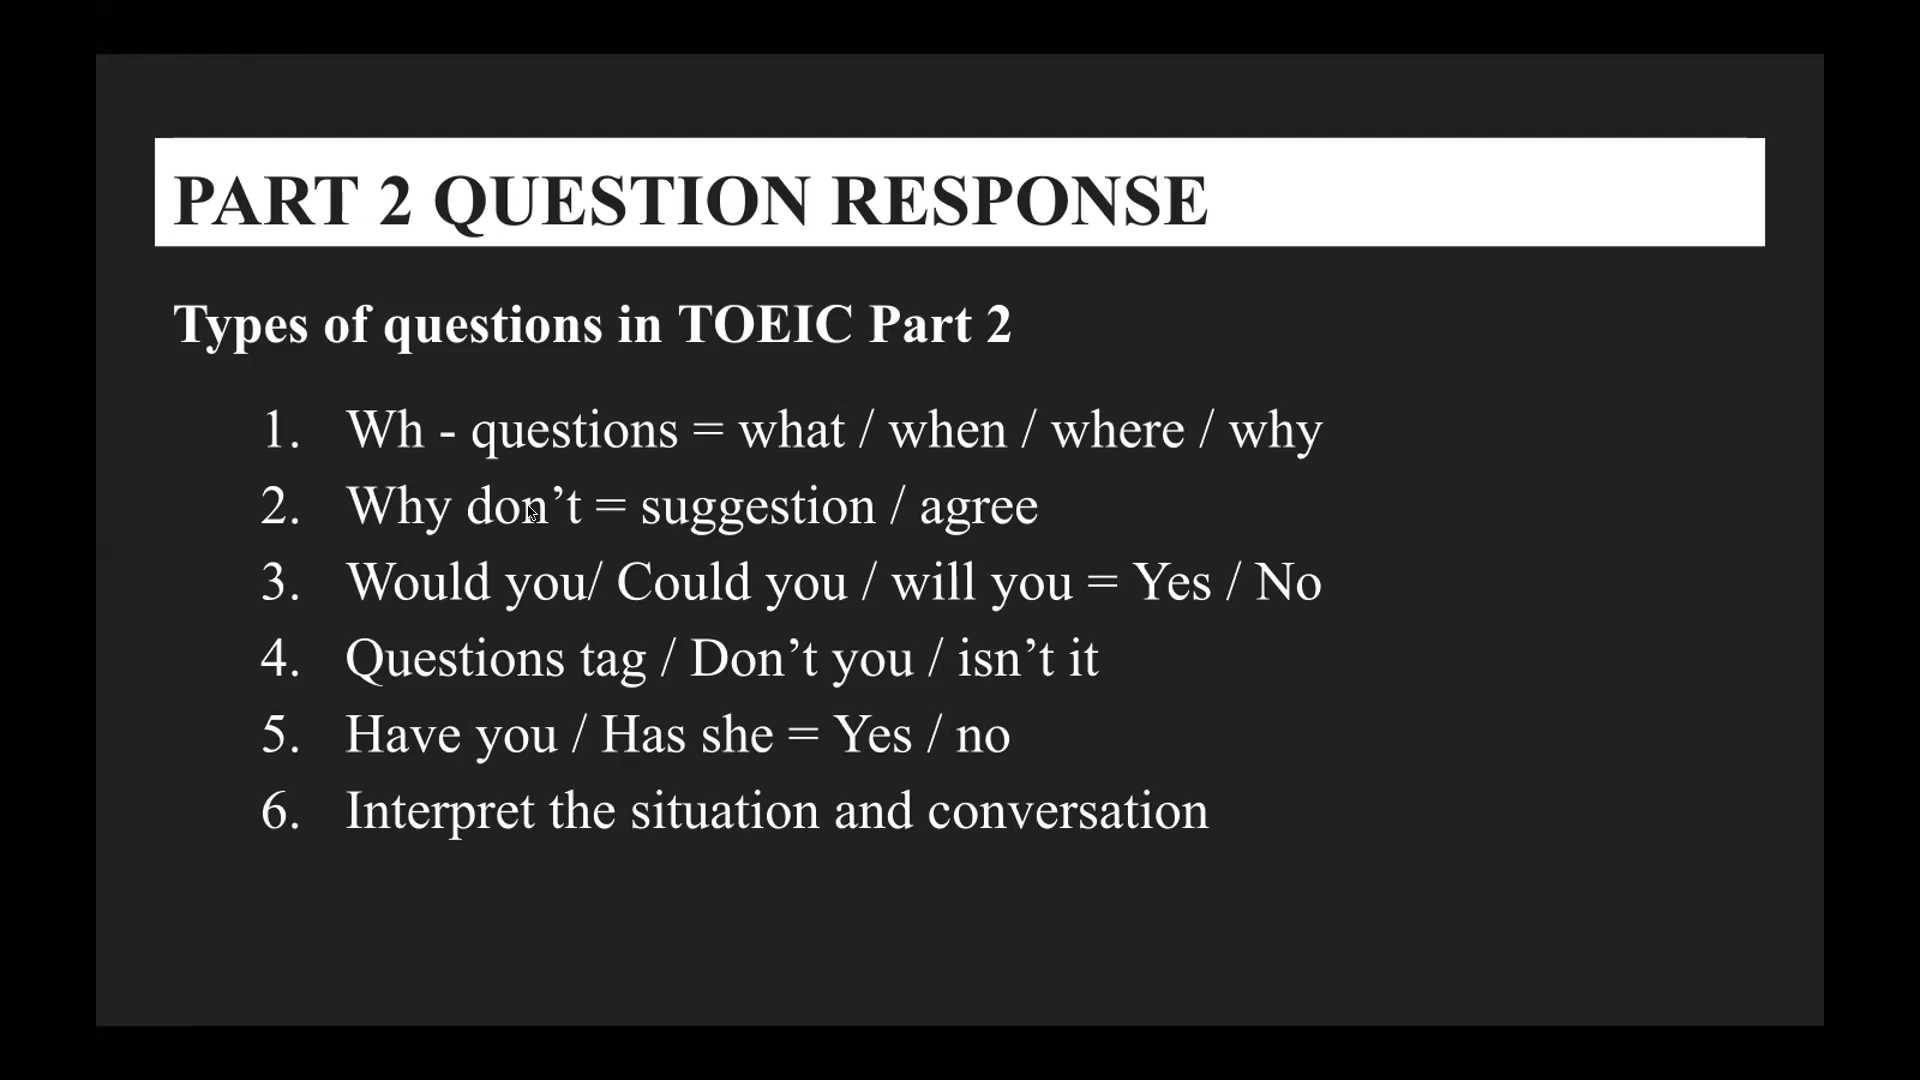 PART 2 QUESTION RESPONSE
Types of questions in TOEIC Part 2
1. Wh - questions = what / when / where / why
2. Why don’t = suggestion / agree
3. Would you/ Could you / will you = Yes / No
4. Questions tag / Don’t you / isn’t it
5. Have you / Has she = Yes / no
6. Interpret the situation and conversation